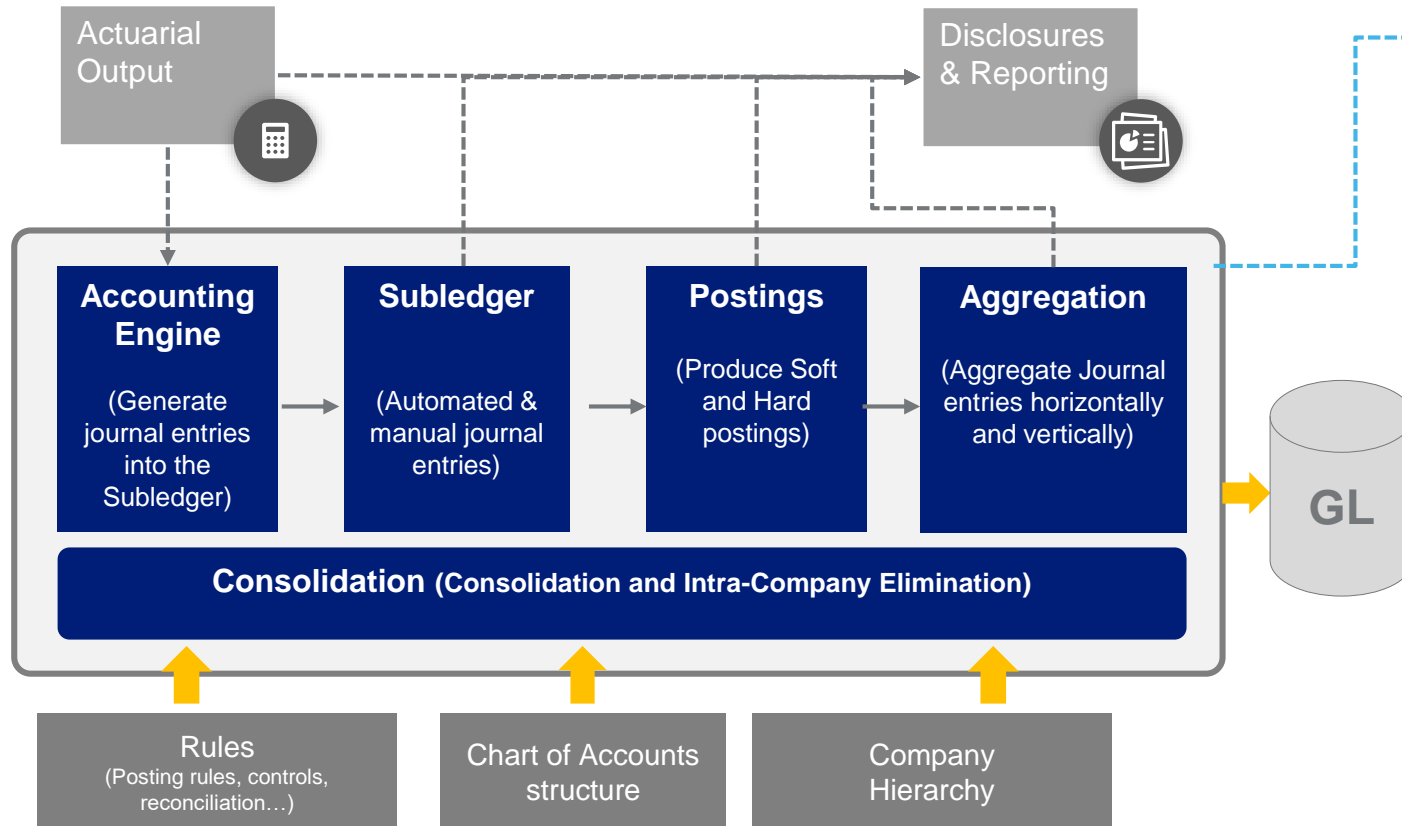 Actuarial
Output
Disclosures
& Reporting
Accounting
Engine
(Generate
journal entries
into the
Subledger)
Subledger
(Automated &
manual journal
entries)
Postings
(Produce Soft
and Hard
postings)
Aggregation
(Aggregate Journal
entries horizontally
and vertically)
GL
Consolidation (Consolidation and Intra-Company Elimination)
Rules
(Posting rules, controls,
reconciliation…)
Chart of Accounts
structure
Company
Hierarchy